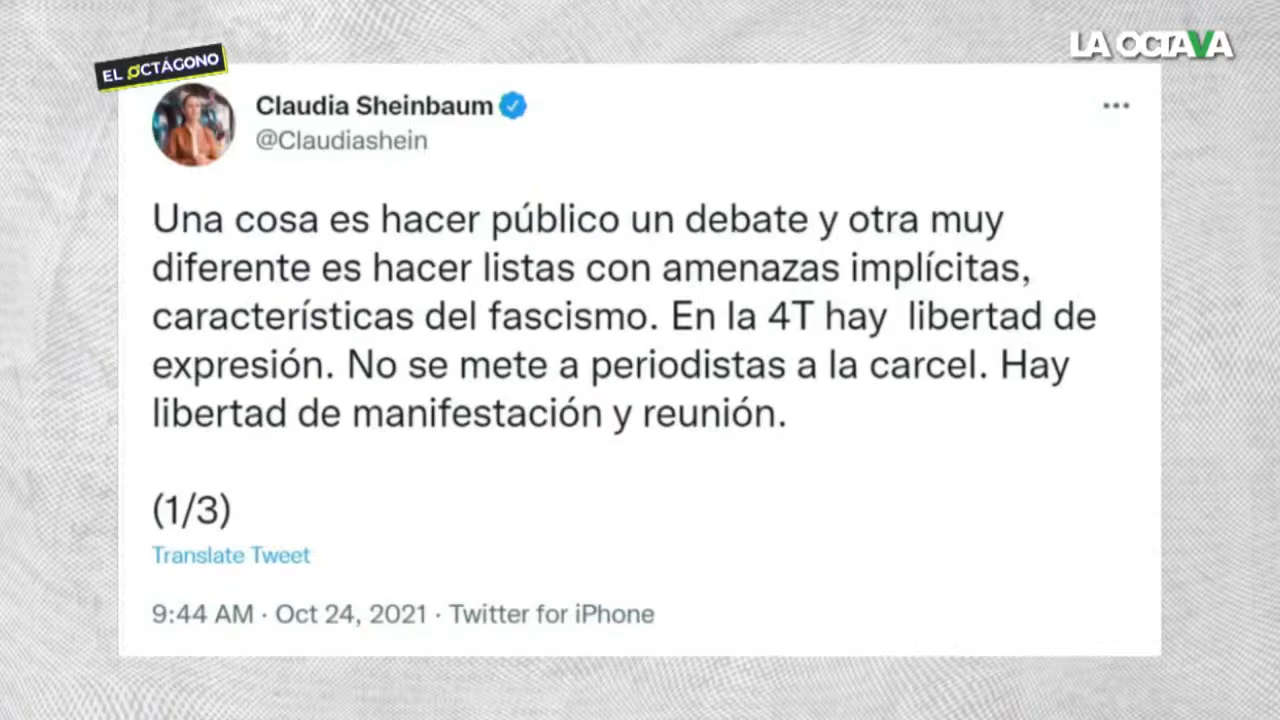 EL OCTÁGONO
LA OCTAVA
Claudia Sheinbaum
@Claudiashein
Una cosa es hacer público un debate y otra muy
diferente es hacer listas con amenazas implícitas,
características del fascismo. En la 4T hay  libertad de
expresión. No se mete a periodistas a la carcel. Hay
libertad de manifestación y reunión.
(1/3)
Translate Tweet
9:44 AM · Oct 24, 2021 · Twitter for iPhone